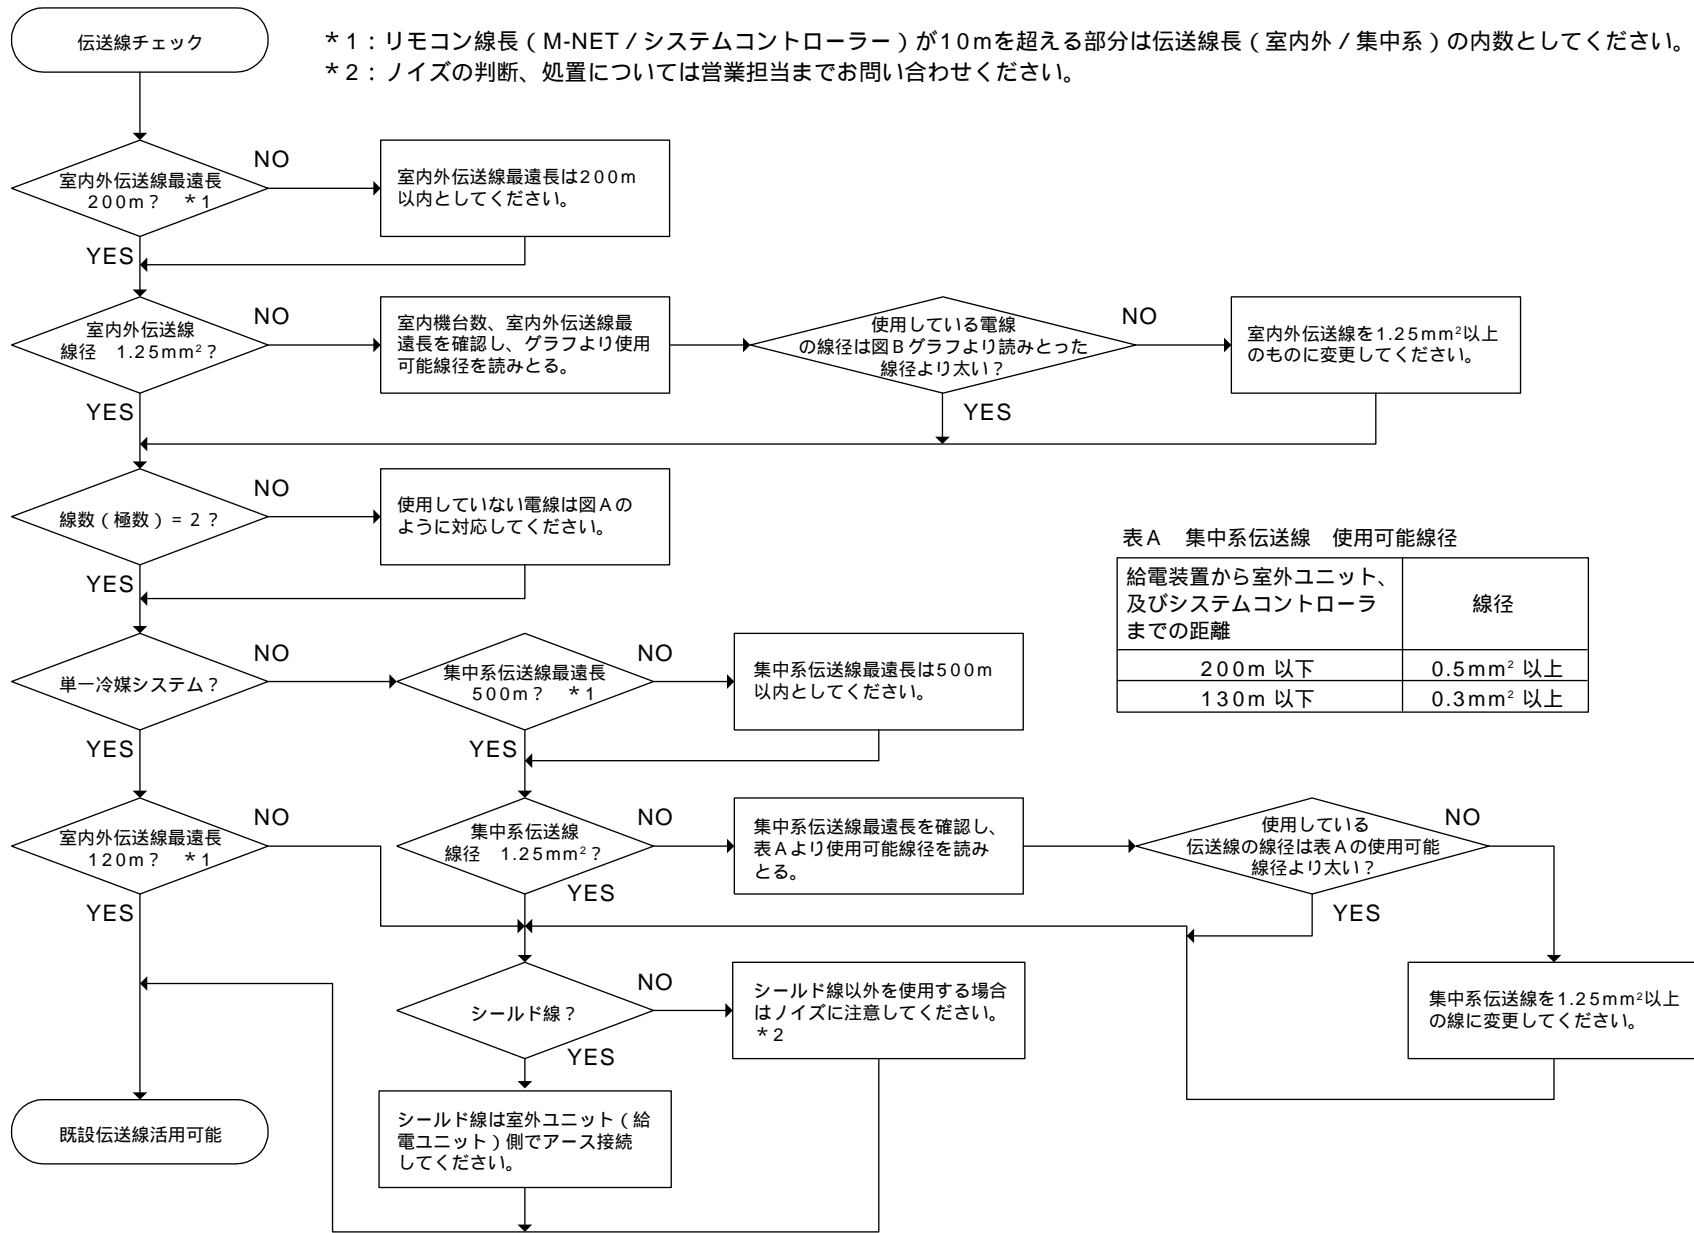 伝送線チェック
*1：リモコン線長（M-NET／システムコントローラー）が10mを超える部分は伝送線長（室内外／集中系）の内数としてください。
*2：ノイズの判断、処置については営業担当までお問い合わせください。
室内外伝送線最遠長
200m？ *1
NO
YES
室内外伝送線最遠長は200m
以内としてください。
室内外伝送線
線径 1.25mm²？
NO
YES
室内機台数、室内外伝送線最
遠長を確認し、グラフより使用
可能線径を読みとる。
使用している電線
の線径は図Bグラフより読みとった
線径より太い？
NO
YES
室内外伝送線を1.25mm²以上
のものに変更してください。
線数（極数）＝2？
NO
YES
使用していない電線は図Aの
ように対応してください。
表A 集中系伝送線 使用可能線径
給電装置から室外ユニット、
及びシステムコントローラ
までの距離
線径
200m 以下 0.5mm² 以上
130m 以下 0.3mm² 以上
単一冷媒システム？
NO
YES
集中系伝送線最遠長
500m？ *1
NO
YES
集中系伝送線最遠長は500m
以内としてください。
室内外伝送線最遠長
120m？ *1
NO
YES
集中系伝送線
線径 1.25mm²？
NO
YES
集中系伝送線最遠長を確認し、
表Aより使用可能線径を読み
とる。
使用している
伝送線の線径は表Aの使用可能
線径より太い？
NO
YES
シールド線？
NO
YES
シールド線以外を使用する場合
はノイズに注意してください。
*2
集中系伝送線を1.25mm²以上
の線に変更してください。
既設伝送線活用可能
シールド線は室外ユニット（給
電ユニット）側でアース接続
してください。